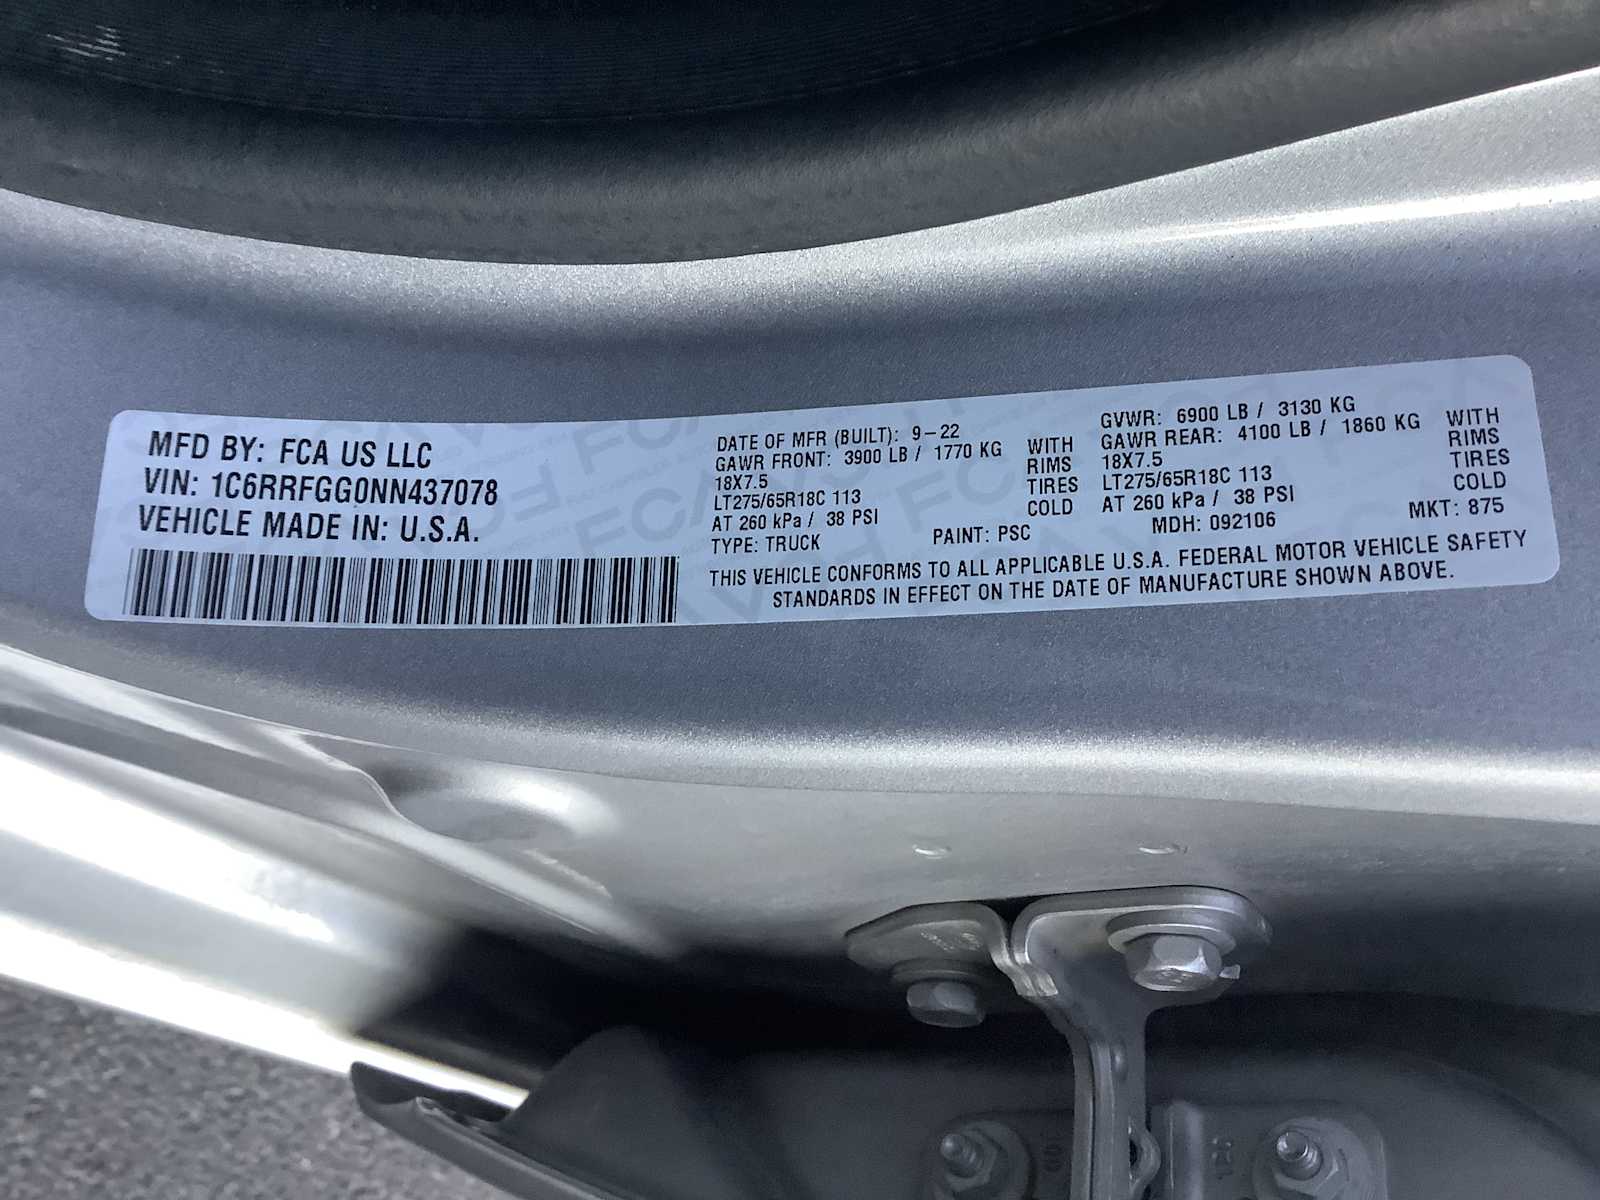 MFD BY: FCA US LLC
VIN: 1C6RRFGG0NN437078
VEHICLE MADE IN: U.S.A.
DATE OF MFR (BUILT): 9-22
GAWR FRONT: 3900 LB / 1770 KG WITH
18X7.5 RIMS
LT275/65R18C 113 TIRES
AT 260 kPa / 38 PSI COLD
TYPE: TRUCK PAINT: PSC
GVWR: 6900 LB / 3130 KG
GAWR REAR: 4100 LB / 1860 KG WITH
18X7.5 RIMS
LT275/65R18C 113 TIRES
AT 260 kPa / 38 PSI COLD
MDH: 092106 MKT: 875
THIS VEHICLE CONFORMS TO ALL APPLICABLE U.S.A. FEDERAL MOTOR VEHICLE SAFETY
STANDARDS IN EFFECT ON THE DATE OF MANUFACTURE SHOWN ABOVE.